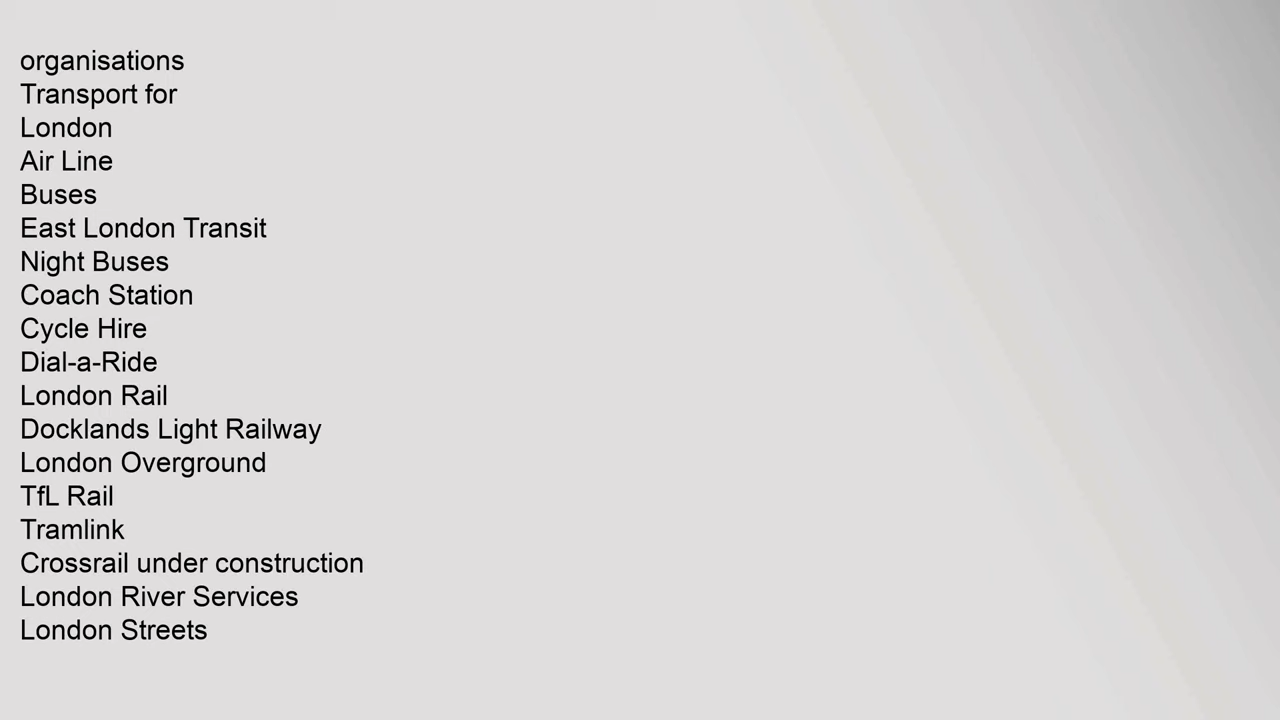 organisations
Transport for
London
Air Line
Buses
East London Transit
Night Buses
Coach Station
Cycle Hire
Dial-a-Ride
London Rail
Docklands Light Railway
London Overground
TfL Rail
Tramlink
Crossrail under construction
London River Services
London Streets